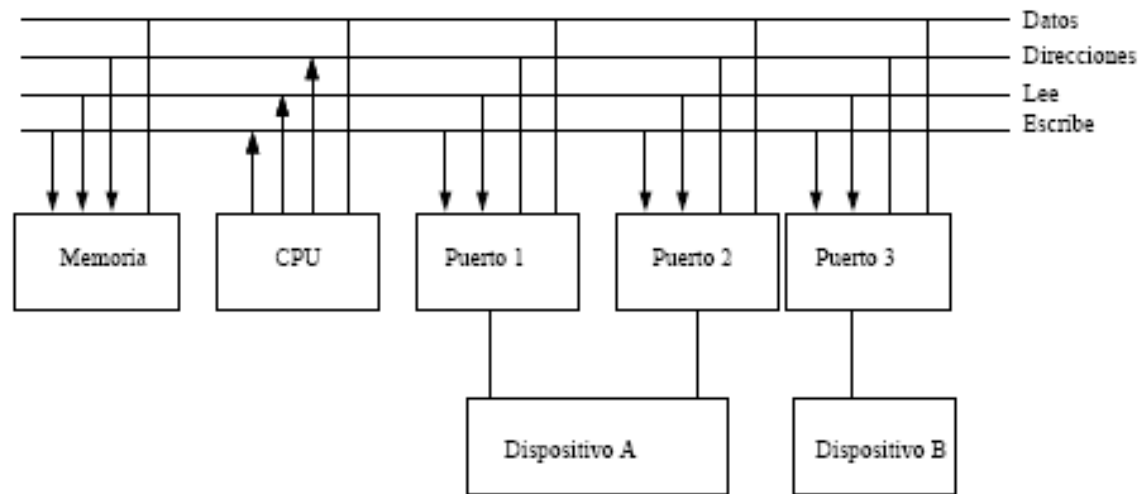 Datos
Direcciones
Lee
Escribe
Memoria
CPU
Puerto 1
Puerto 2
Puerto 3
Dispositivo A
Dispositivo B